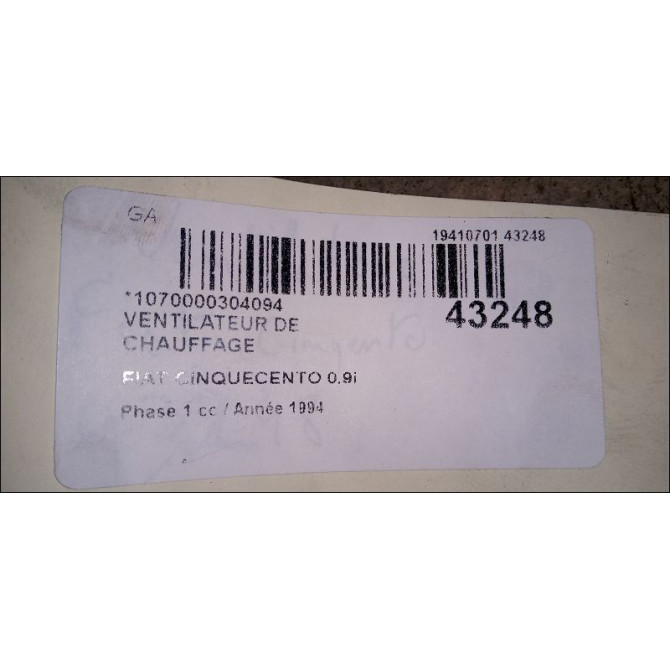 GA
19410701 43248
*1070000304094
43248
VENTILATEUR DE
CHAUFFAGE
FIAT CINQUECENTO 0.9i
Phase 1 cc / Année 1994